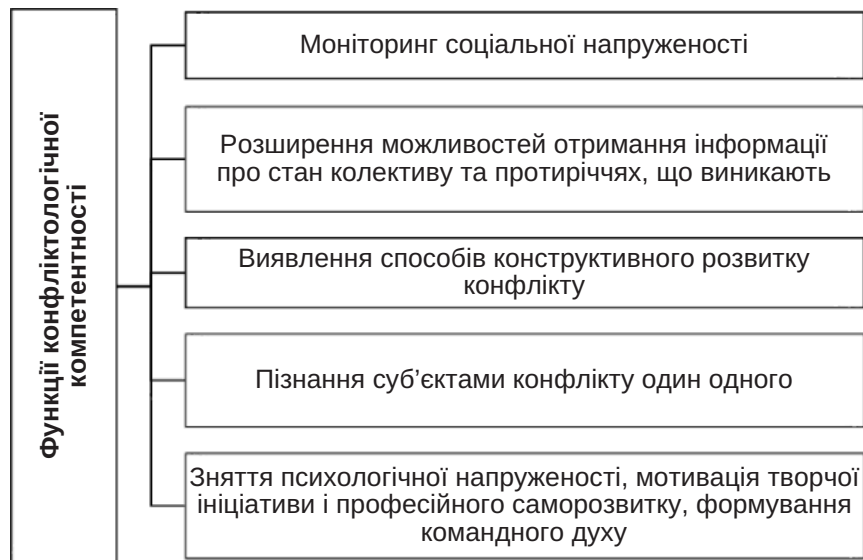 Функції конфліктологічної
компетентності
Моніторинг соціальної напруженості
Розширення можливостей отримання інформації
про стан колективу та протиріччях, що виникають
Виявлення способів конструктивного розвитку
конфлікту
Пізнання суб’єктами конфлікту один одного
Зняття психологічної напруженості, мотивація творчої
ініціативи і професійного саморозвитку, формування
командного духу